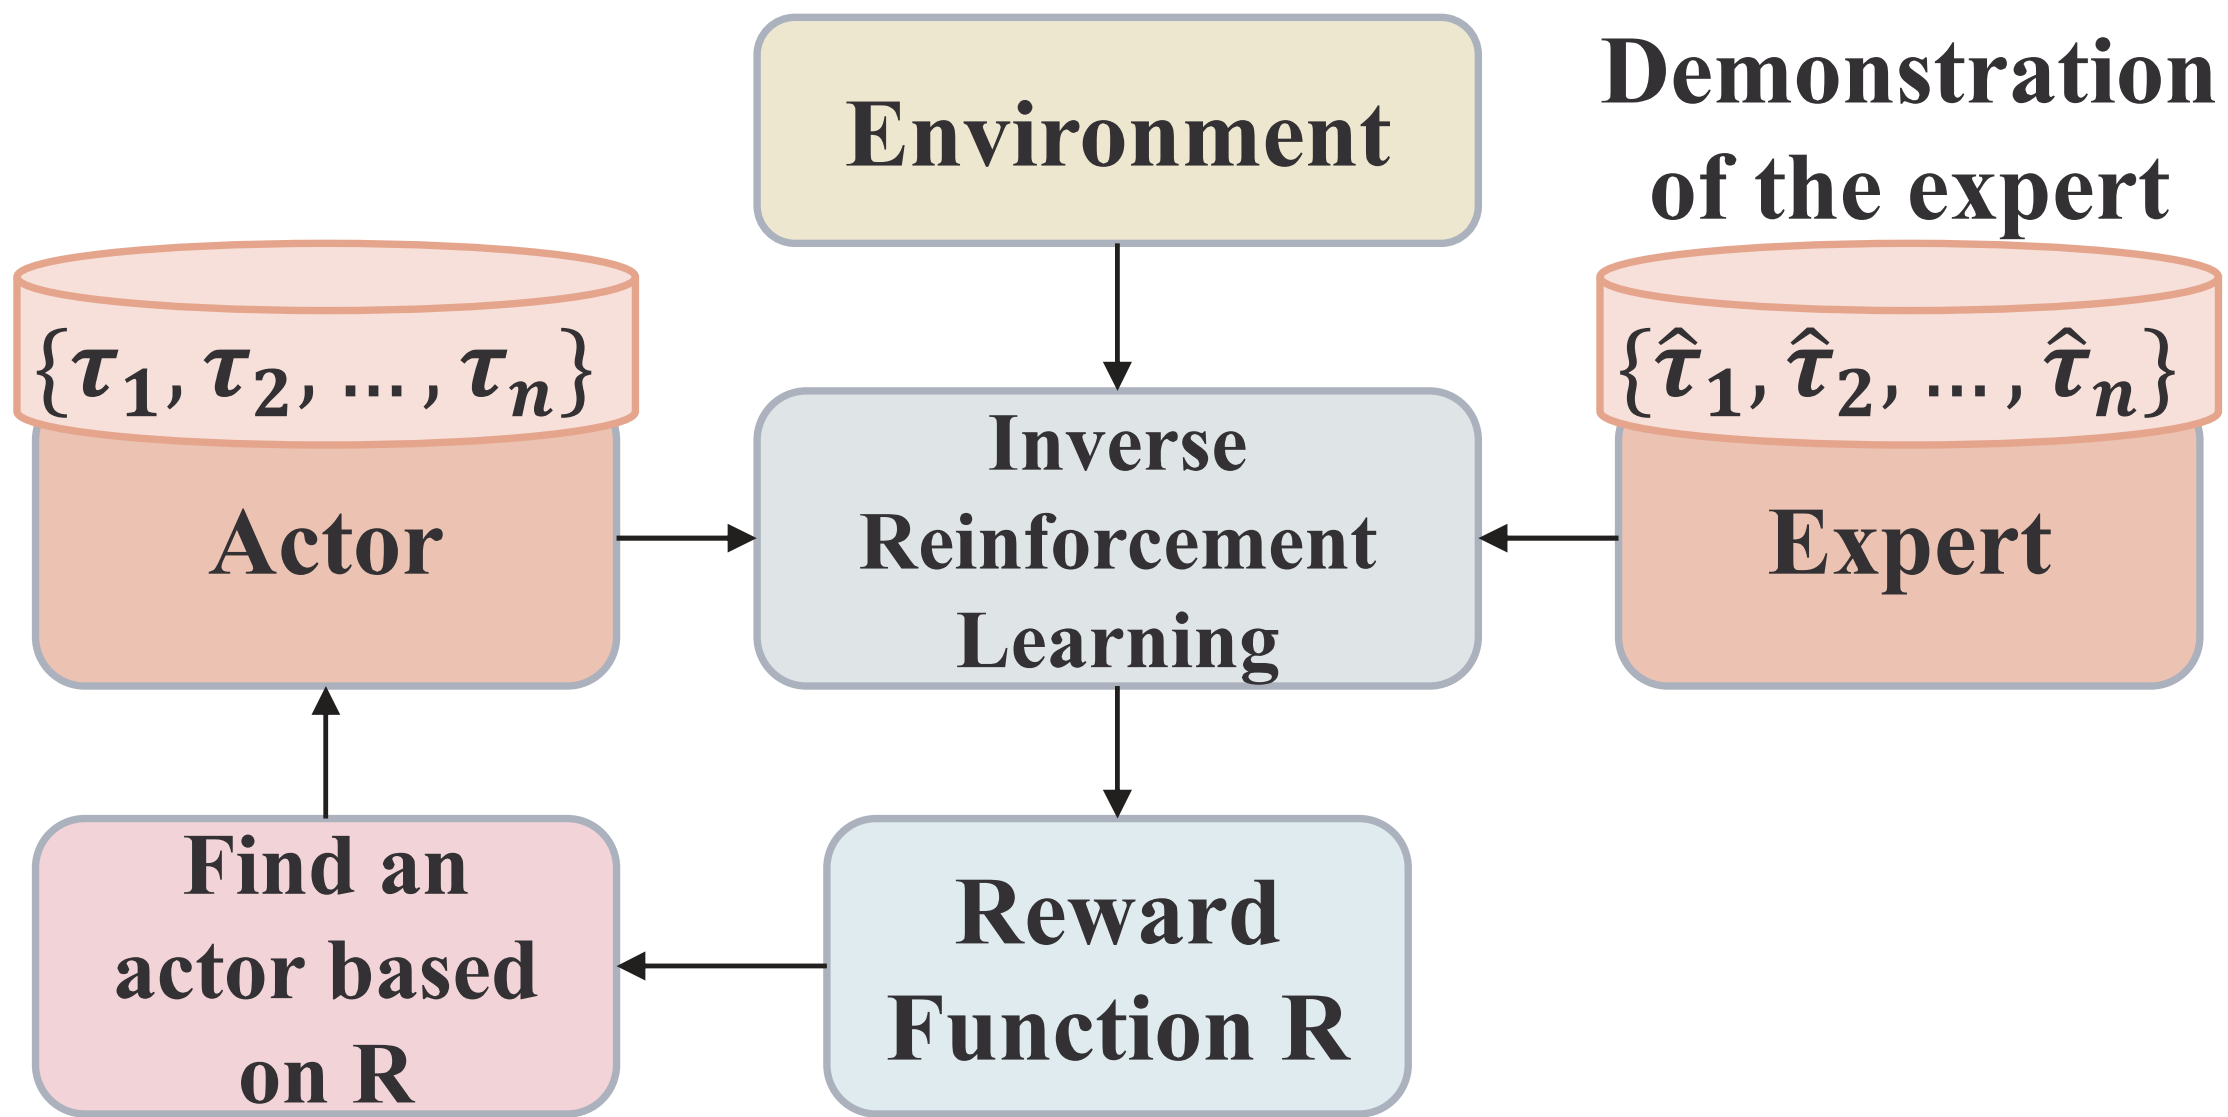 Environment
Demonstration
of the expert
{τ₁, τ₂, ..., τₙ}
Actor
Inverse
Reinforcement
Learning
{τ̂₁, τ̂₂, ..., τ̂ₙ}
Expert
Find an
actor based
on R
Reward
Function R